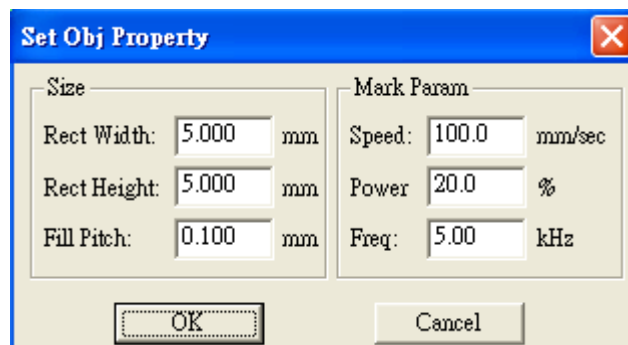 Set Obj Property
Size
Rect Width: 5.000 mm
Rect Height: 5.000 mm
Fill Pitch: 0.100 mm
Mark Param
Speed: 100.0 mm/sec
Power 20.0 %
Freq: 5.00 kHz
OK Cancel